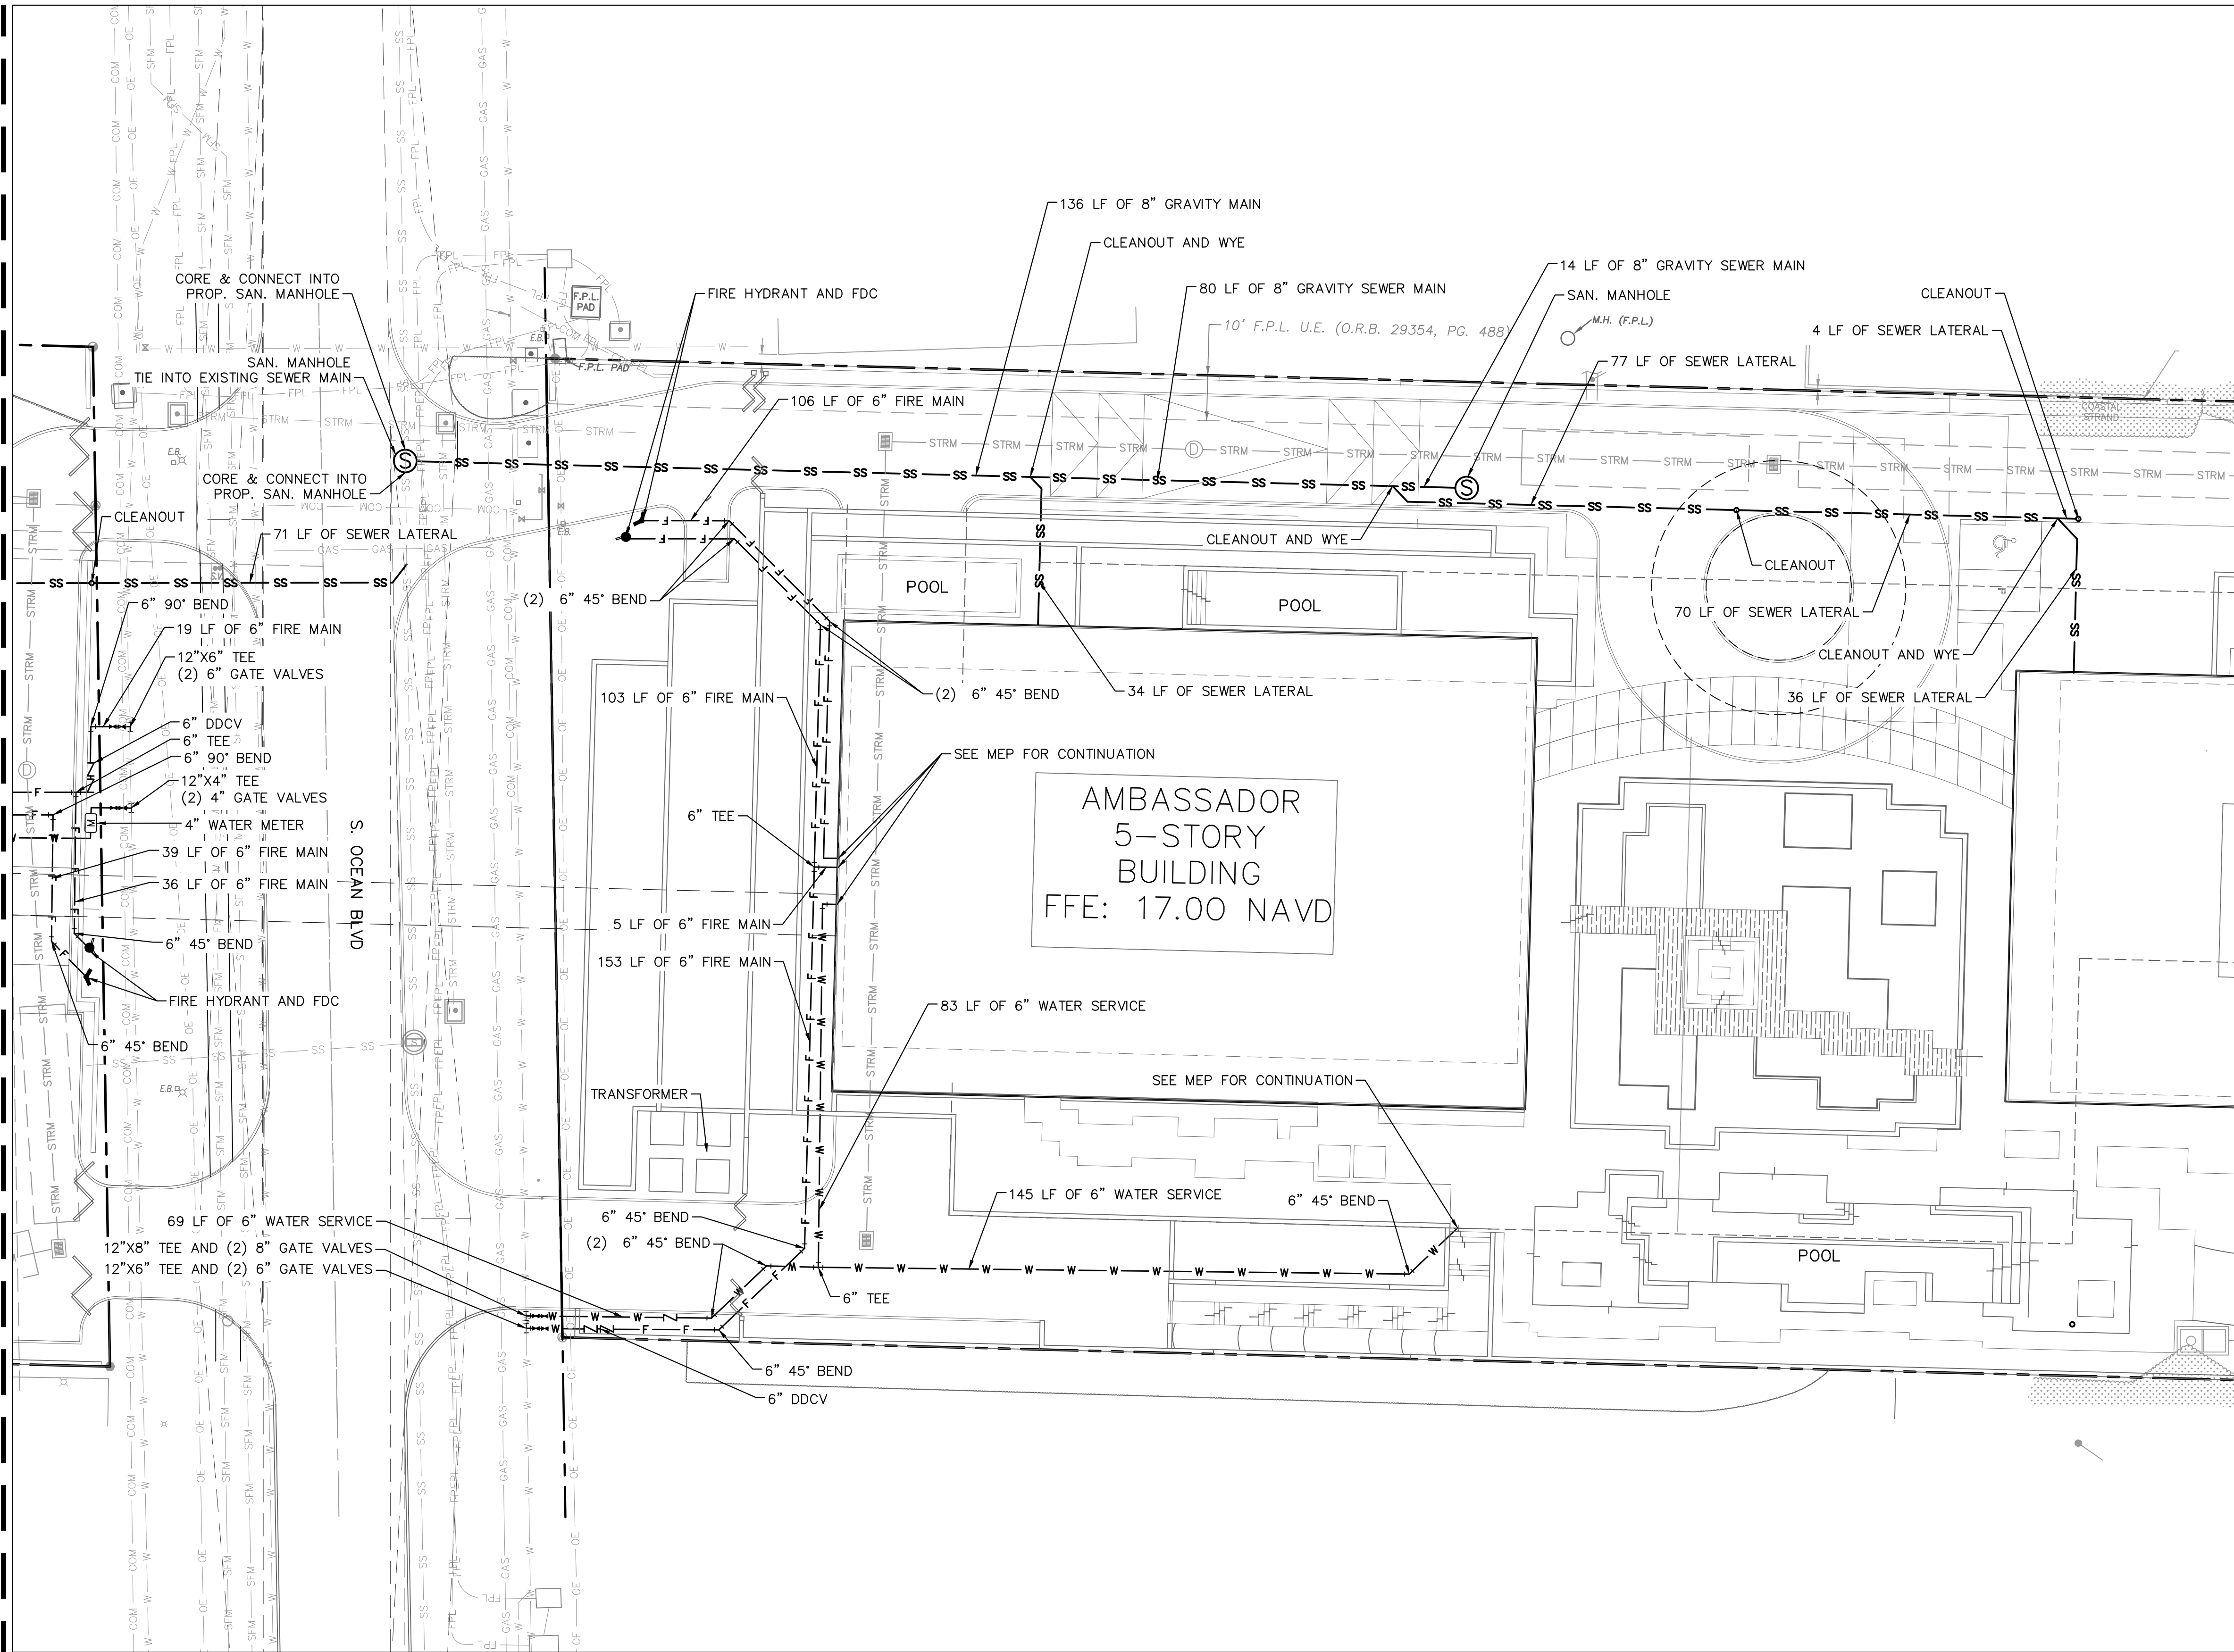 136 LF OF 8" GRAVITY MAIN
CLEANOUT AND WYE
80 LF OF 8" GRAVITY SEWER MAIN
14 LF OF 8" GRAVITY SEWER MAIN
SAN. MANHOLE
M.H. (F.P.L.)
CLEANOUT
4 LF OF SEWER LATERAL
77 LF OF SEWER LATERAL
10' F.P.L. U.E. (O.R.B. 29354, PG. 488)
CORE & CONNECT INTO
PROP. SAN. MANHOLE
F.P.L.
PAD
FIRE HYDRANT AND FDC
E.B.
F.P.L. PAD
SAN. MANHOLE
TIE INTO EXISTING SEWER MAIN
106 LF OF 6" FIRE MAIN
COASTAL
STRAND
E.B.
S
CORE & CONNECT INTO
PROP. SAN. MANHOLE
D
S
CLEANOUT
71 LF OF SEWER LATERAL
E.B.
CLEANOUT AND WYE
CLEANOUT
S.V.
POOL
POOL
(2) 6" 45° BEND
6" 90° BEND
19 LF OF 6" FIRE MAIN
12"X6" TEE
(2) 6" GATE VALVES
70 LF OF SEWER LATERAL
CLEANOUT AND WYE
36 LF OF SEWER LATERAL
103 LF OF 6" FIRE MAIN
(2) 6" 45° BEND
34 LF OF SEWER LATERAL
6" DDCV
6" TEE
6" 90° BEND
12"X4" TEE
(2) 4" GATE VALVES
D
M
4" WATER METER
SEE MEP FOR CONTINUATION
AMBASSADOR
5-STORY
BUILDING
FFE: 17.00 NAVD
6" TEE
S. OCEAN BLVD
39 LF OF 6" FIRE MAIN
36 LF OF 6" FIRE MAIN
5 LF OF 6" FIRE MAIN
6" 45° BEND
153 LF OF 6" FIRE MAIN
FIRE HYDRANT AND FDC
83 LF OF 6" WATER SERVICE
6" 45° BEND
S
E.B.
TRANSFORMER
SEE MEP FOR CONTINUATION
69 LF OF 6" WATER SERVICE
12"X8" TEE AND (2) 8" GATE VALVES
12"X6" TEE AND (2) 6" GATE VALVES
6" 45° BEND
(2) 6" 45° BEND
145 LF OF 6" WATER SERVICE
6" 45° BEND
POOL
6" TEE
6" 45° BEND
6" DDCV
STRM
SS
COM
OE
W
SFM
FPL
GAS
F